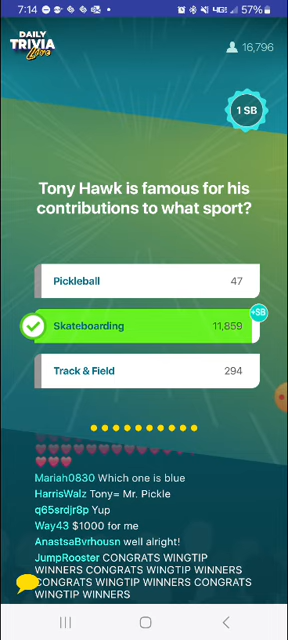 7:14
57%
DAILY
TRIVIA
Live
16,796
1 SB
Tony Hawk is famous for his
contributions to what sport?
Pickleball 47
+SB
Skateboarding 11,859
Track & Field 294
Mariah0830 Which one is blue
HarrisWalz Tony= Mr. Pickle
q65srdjr8p Yup
Way43 $1000 for me
AnastsaBvrhousn well alright!
JumpRooster CONGRATS WINGTIP
WINNERS CONGRATS WINGTIP WINNERS
CONGRATS WINGTIP WINNERS CONGRATS
WINGTIP WINNERS